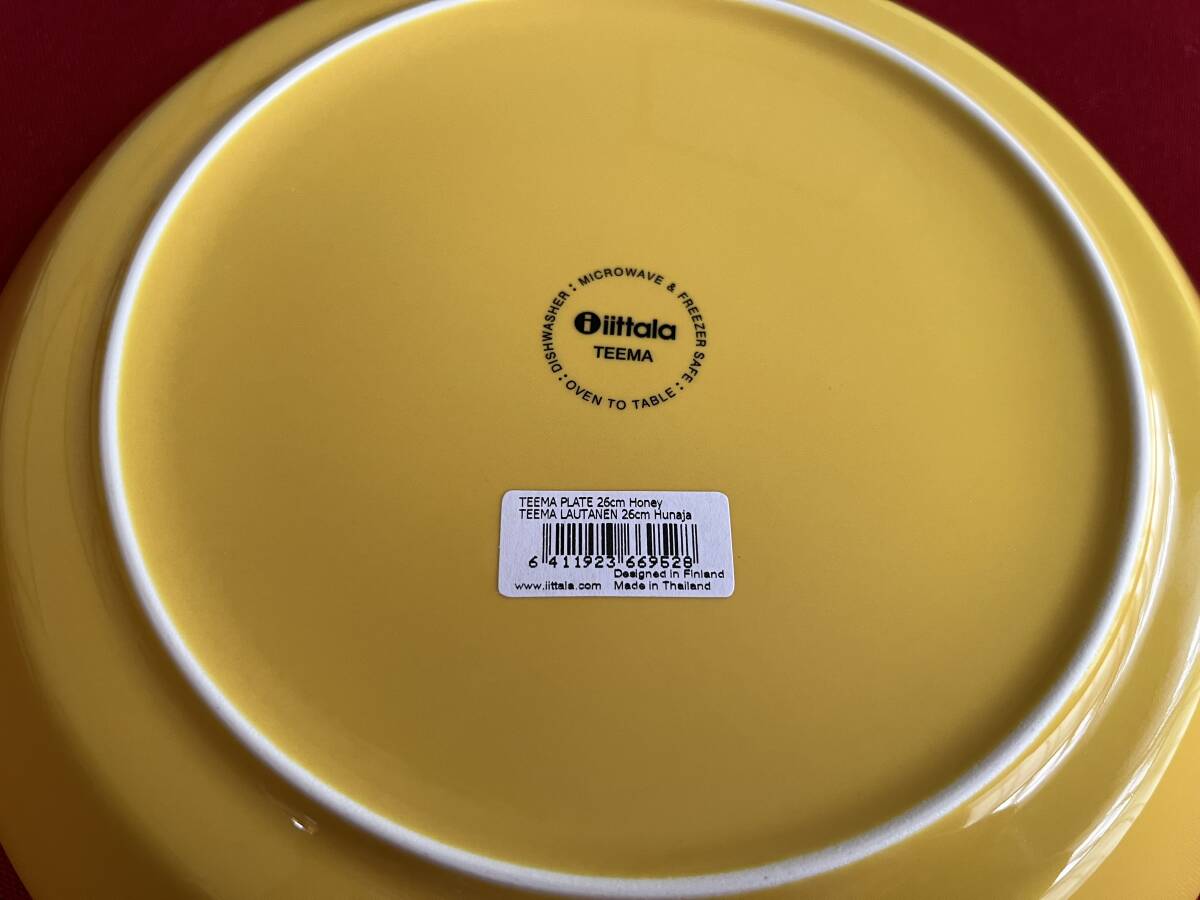 DISHWASHER : MICROWAVE & FREEZER SAFE : OVEN TO TABLE :
iittala
TEEMA
TEEMA PLATE 26cm Honey
TEEMA LAUTANEN 26cm Hunaja
6 411923 669528
Designed in Finland
www.iittala.com Made in Thailand